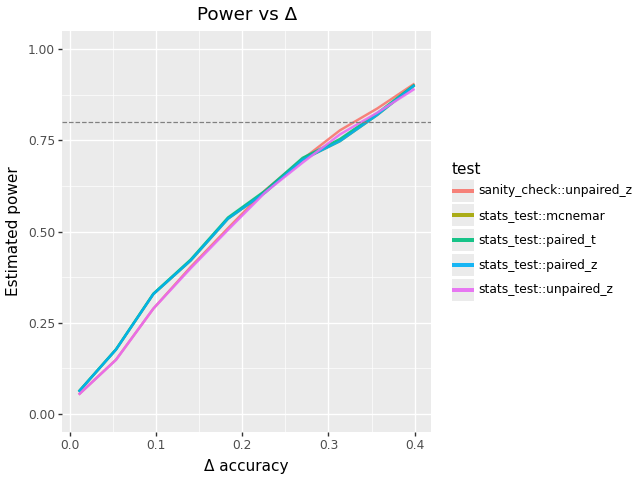 Power vs Δ
1.00
0.75
0.50
0.25
0.00
Estimated power
0.0 0.1 0.2 0.3 0.4
Δ accuracy
test
sanity_check::unpaired_z
stats_test::mcnemar
stats_test::paired_t
stats_test::paired_z
stats_test::unpaired_z